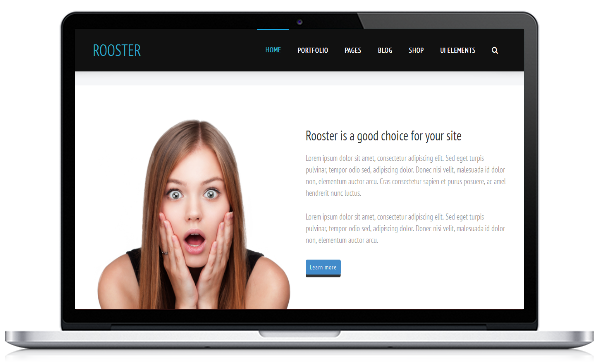 ROOSTER
HOME PORTFOLIO PAGES BLOG SHOP UI ELEMENTS
Rooster is a good choice for your site
Lorem ipsum dolor sit amet, consectetur adipiscing elit. Sed eget turpis
pulvinar, tempor odio sed, adipiscing dolor. Donec nulla velit, malesuada id dolor
non, elementum auctor arcu. Cras consectetur sapien et purus posuere, at amet
hendrerit nunc luctus.
Lorem ipsum dolor sit amet, consectetur adipiscing elit. Sed eget turpis
pulvinar, tempor odio sed, adipiscing dolor. Donec nulla velit, malesuada id dolor
non, elementum auctor arcu.
Learn more